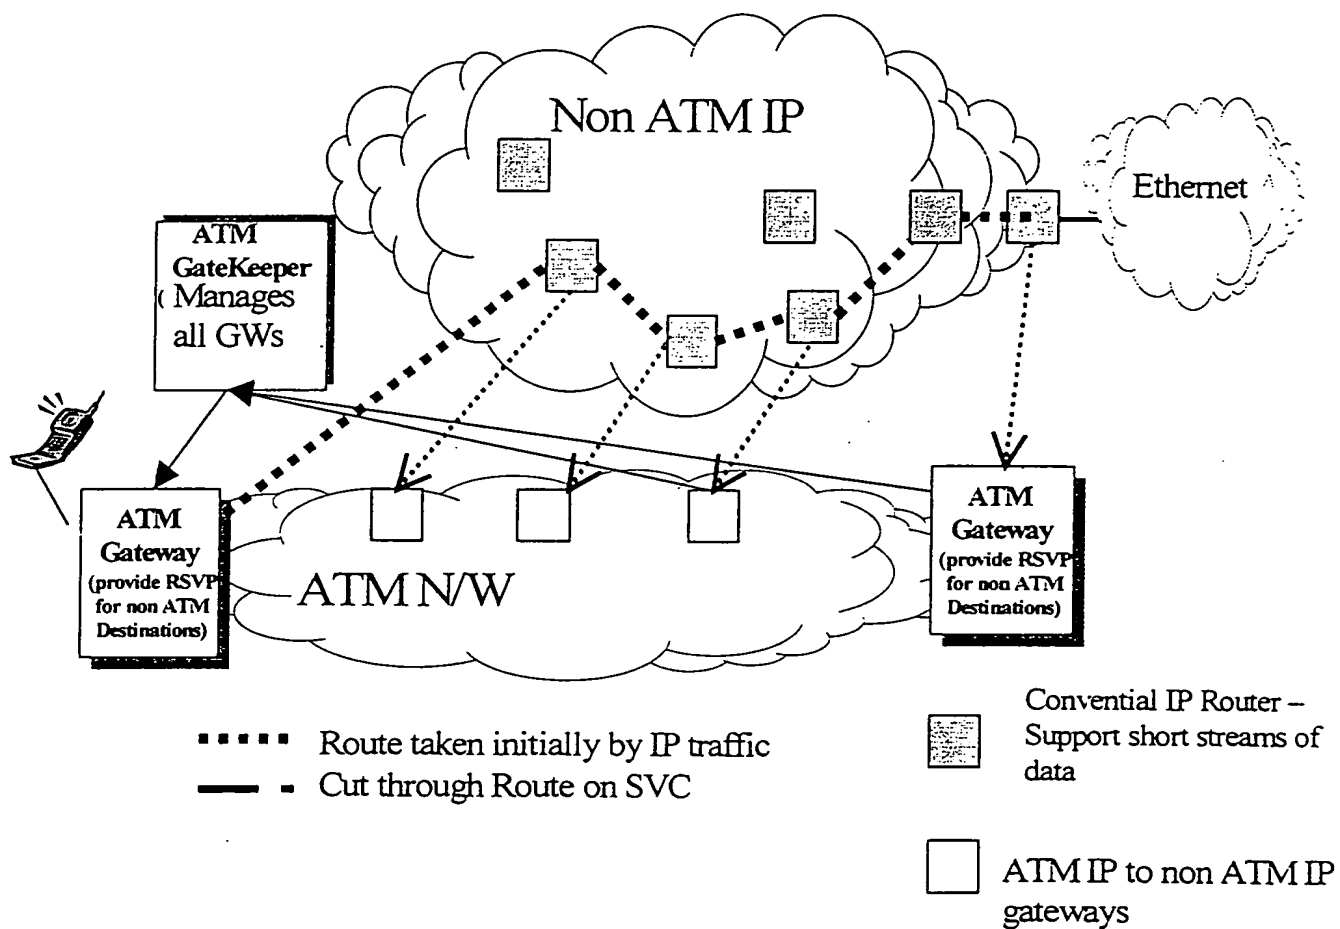 Non ATM IP
Ethernet
ATM
GateKeeper
( Manages
all GWs
ATM
Gateway
(provide RSVP
for non ATM
Destinations)
ATM N/W
ATM
Gateway
(provide RSVP
for non ATM
Destinations)
Route taken initially by IP traffic
Cut through Route on SVC
Convential IP Router –
Support short streams of
data
ATM IP to non ATM IP
gateways